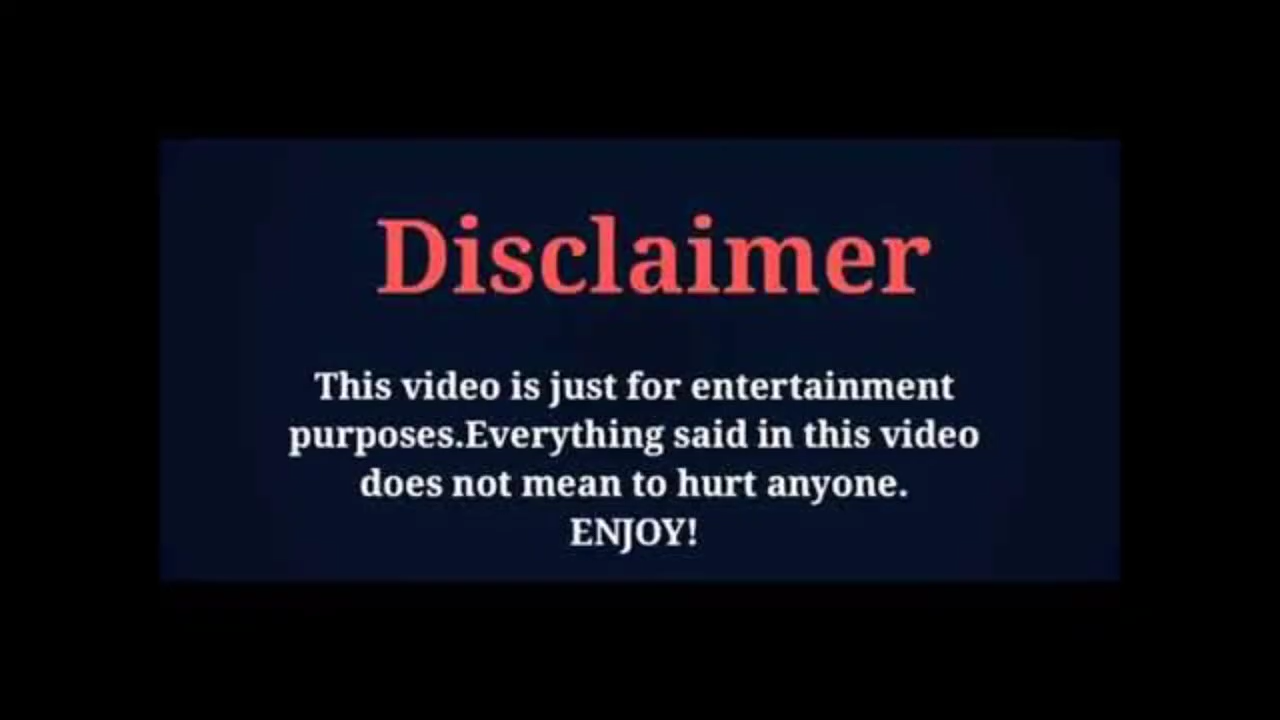 Disclaimer
This video is just for entertainment
purposes.Everything said in this video
does not mean to hurt anyone.
ENJOY!